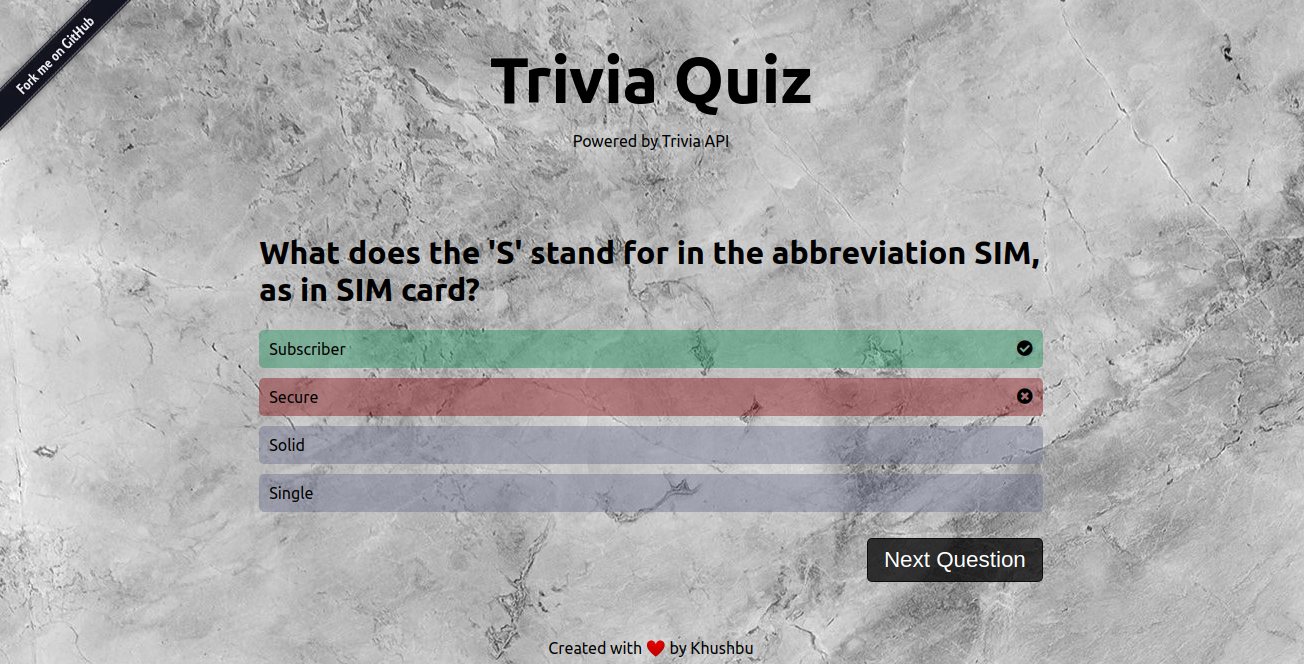 Fork me on GitHub
Trivia Quiz
Powered by Trivia API
What does the 'S' stand for in the abbreviation SIM,
as in SIM card?
Subscriber
Secure
Solid
Single
Next Question
Created with ❤️ by Khushbu